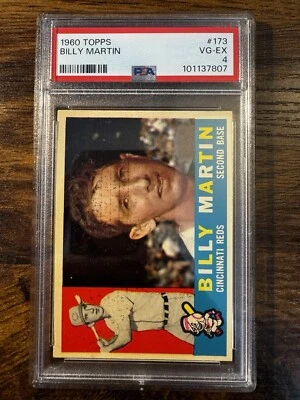 1960 TOPPS
BILLY MARTIN
#173
VG-EX
4
PSA
101137807
BILLY MARTIN
CINCINNATI REDS
SECOND BASE